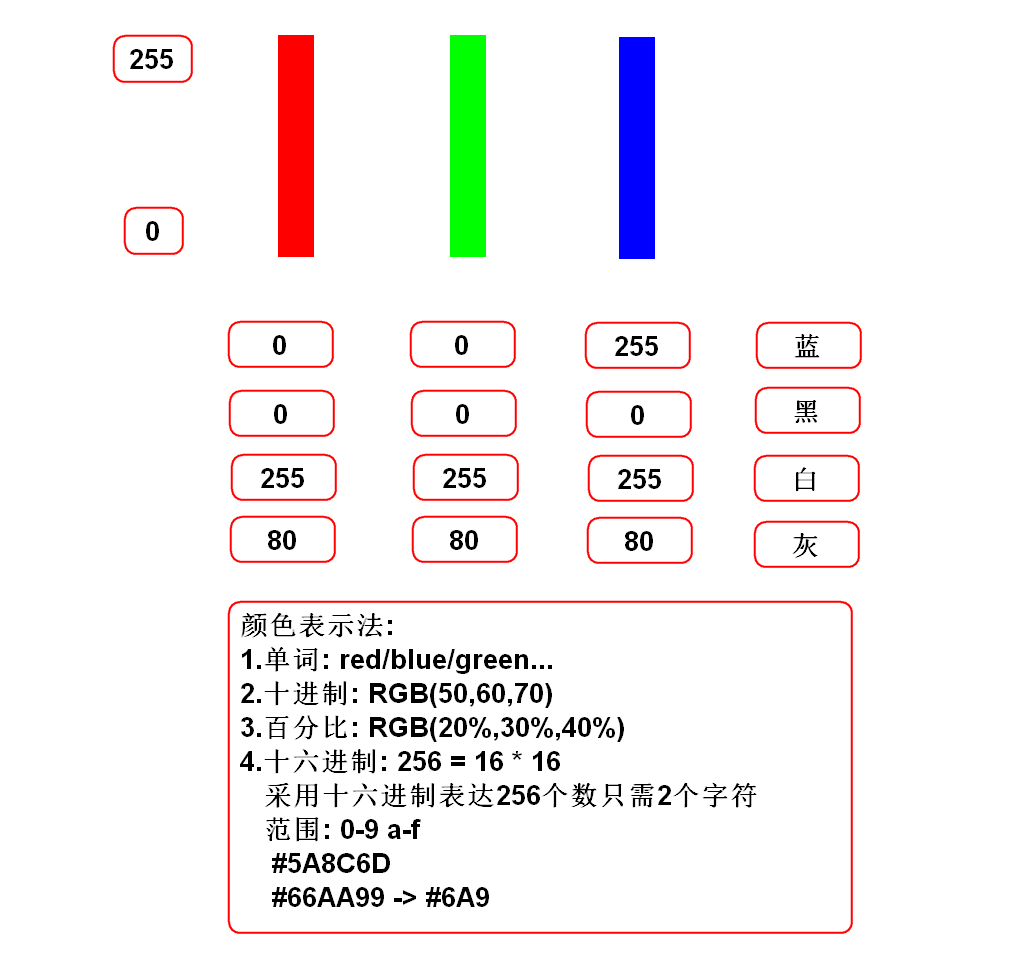 255
0
0 0 255 蓝
0 0 0 黑
255 255 255 白
80 80 80 灰
颜色表示法:
1.单词: red/blue/green...
2.十进制: RGB(50,60,70)
3.百分比: RGB(20%,30%,40%)
4.十六进制: 256 = 16 * 16
采用十六进制表达256个数只需2个字符
范围: 0-9 a-f
#5A8C6D
#66AA99 -> #6A9